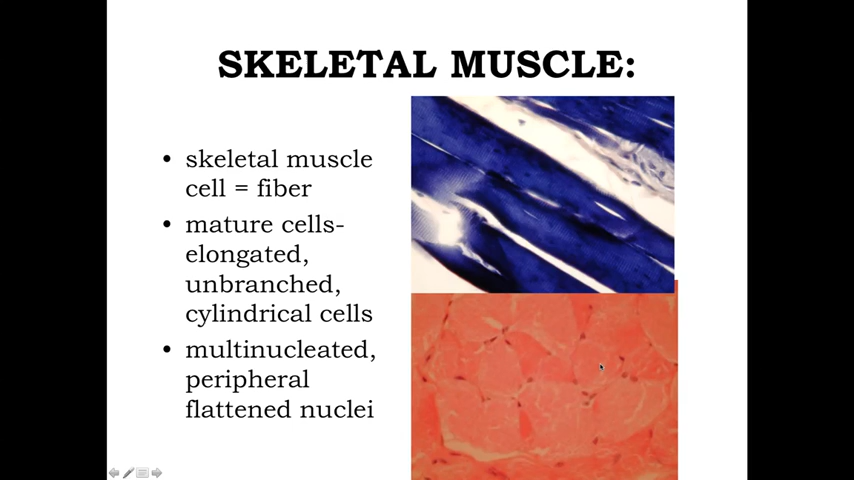 SKELETAL MUSCLE:
• skeletal muscle
cell = fiber
• mature cells-
elongated,
unbranched,
cylindrical cells
• multinucleated,
peripheral
flattened nuclei